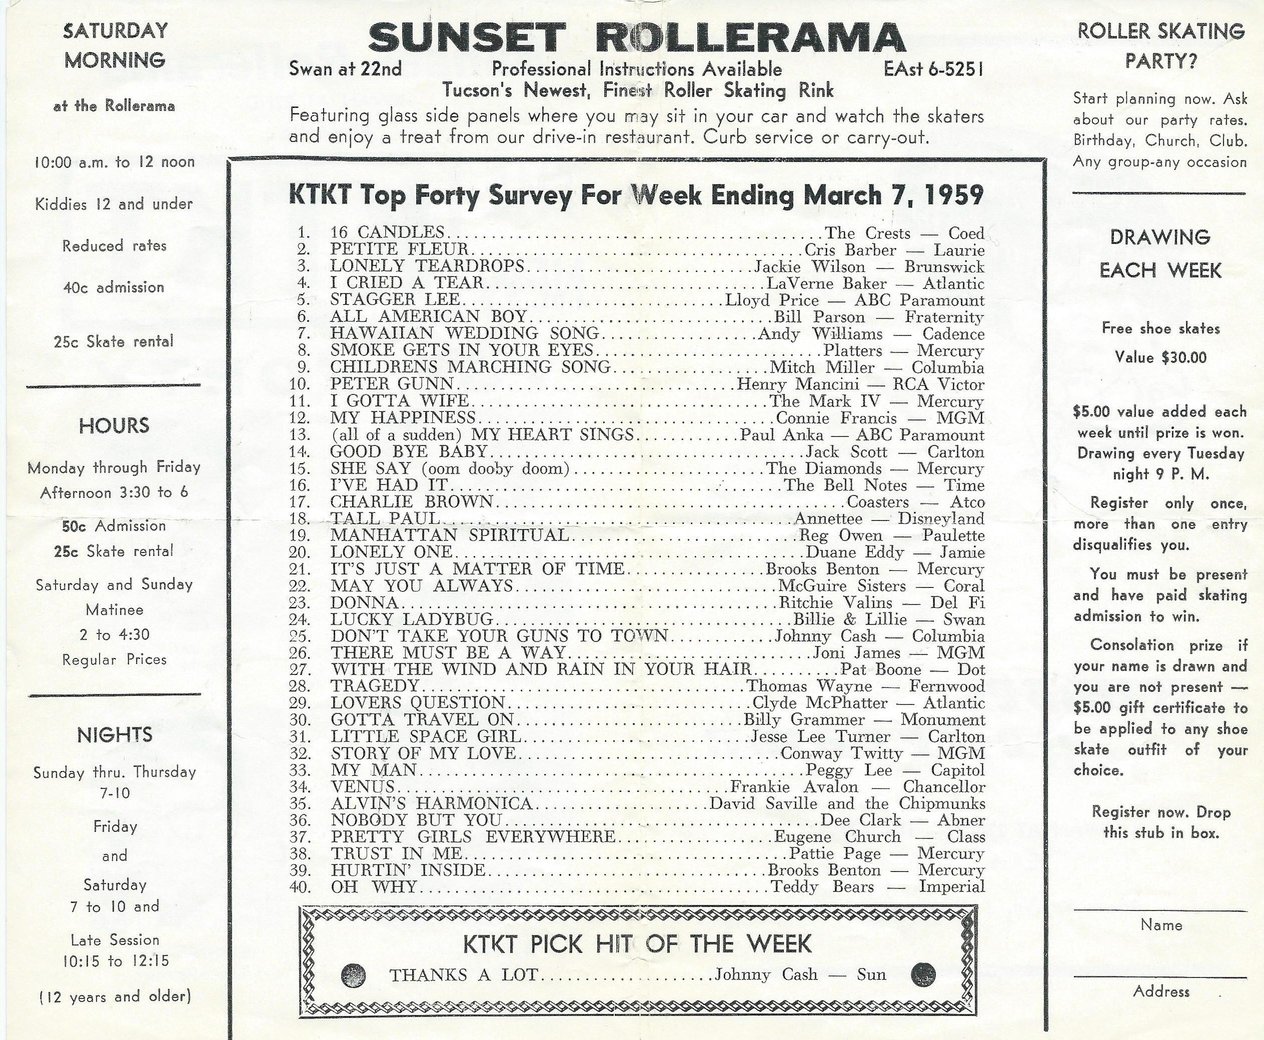 SATURDAY
MORNING
at the Rollerama
10:00 a.m. to 12 noon
Kiddies 12 and under
Reduced rates
40c admission
25c Skate rental
HOURS
Monday through Friday
Afternoon 3:30 to 6
50c Admission
25c Skate rental
Saturday and Sunday
Matinee
2 to 4:30
Regular Prices
NIGHTS
Sunday thru. Thursday
7-10
Friday
and
Saturday
7 to 10 and
Late Session
10:15 to 12:15
(12 years and older)
SUNSET ROLLERAMA
Swan at 22nd Professional Instructions Available EAst 6-5251
Tucson's Newest, Finest Roller Skating Rink
Featuring glass side panels where you may sit in your car and watch the skaters
and enjoy a treat from our drive-in restaurant. Curb service or carry-out.
KTKT Top Forty Survey For Week Ending March 7, 1959
1. 16 CANDLES The Crests — Coed
2. PETITE FLEUR Cris Barber — Laurie
3. LONELY TEARDROPS Jackie Wilson — Brunswick
4. I CRIED A TEAR LaVerne Baker — Atlantic
5. STAGGER LEE Lloyd Price — ABC Paramount
6. ALL AMERICAN BOY Bill Parson — Fraternity
7. HAWAIIAN WEDDING SONG Andy Williams — Cadence
8. SMOKE GETS IN YOUR EYES Platters — Mercury
9. CHILDRENS MARCHING SONG Mitch Miller — Columbia
10. PETER GUNN Henry Mancini — RCA Victor
11. I GOTTA WIFE The Mark IV — Mercury
12. MY HAPPINESS Connie Francis — MGM
13. (all of a sudden) MY HEART SINGS Paul Anka — ABC Paramount
14. GOOD BYE BABY Jack Scott — Carlton
15. SHE SAY (oom dooby doom) The Diamonds — Mercury
16. I'VE HAD IT The Bell Notes — Time
17. CHARLIE BROWN Coasters — Atco
18. TALL PAUL Annettee — Disneyland
19. MANHATTAN SPIRITUAL Reg Owen — Paulette
20. LONELY ONE Duane Eddy — Jamie
21. IT'S JUST A MATTER OF TIME Brooks Benton — Mercury
22. MAY YOU ALWAYS McGuire Sisters — Coral
23. DONNA Ritchie Valins — Del Fi
24. LUCKY LADYBUG Billie & Lillie — Swan
25. DON'T TAKE YOUR GUNS TO TOWN Johnny Cash — Columbia
26. THERE MUST BE A WAY Joni James — MGM
27. WITH THE WIND AND RAIN IN YOUR HAIR Pat Boone — Dot
28. TRAGEDY Thomas Wayne — Fernwood
29. LOVERS QUESTION Clyde McPhatter — Atlantic
30. GOTTA TRAVEL ON Billy Grammer — Monument
31. LITTLE SPACE GIRL Jesse Lee Turner — Carlton
32. STORY OF MY LOVE Conway Twitty — MGM
33. MY MAN Peggy Lee — Capitol
34. VENUS Frankie Avalon — Chancellor
35. ALVIN'S HARMONICA David Saville and the Chipmunks
36. NOBODY BUT YOU Dee Clark — Abner
37. PRETTY GIRLS EVERYWHERE Eugene Church — Class
38. TRUST IN ME Pattie Page — Mercury
39. HURTIN' INSIDE Brooks Benton — Mercury
40. OH WHY Teddy Bears — Imperial
KTKT PICK HIT OF THE WEEK
THANKS A LOT Johnny Cash — Sun
ROLLER SKATING
PARTY?
Start planning now. Ask
about our party rates.
Birthday, Church, Club.
Any group-any occasion
DRAWING
EACH WEEK
Free shoe skates
Value $30.00
$5.00 value added each
week until prize is won.
Drawing every Tuesday
night 9 P. M.
Register only once,
more than one entry
disqualifies you.
You must be present
and have paid skating
admission to win.
Consolation prize if
your name is drawn and
you are not present —
$5.00 gift certificate to
be applied to any shoe
skate outfit of your
choice.
Register now. Drop
this stub in box.
Name
Address